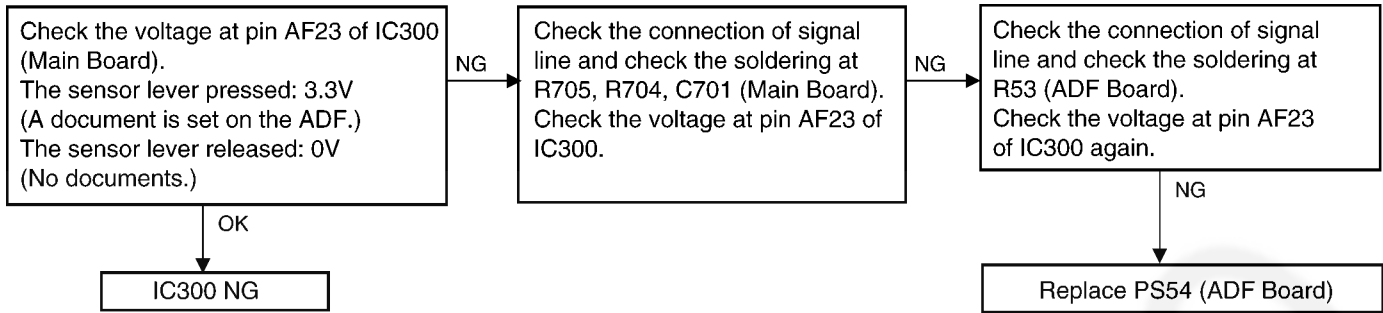 Check the voltage at pin AF23 of IC300
(Main Board).
The sensor lever pressed: 3.3V
(A document is set on the ADF.)
The sensor lever released: 0V
(No documents.)
NG
Check the connection of signal
line and check the soldering at
R705, R704, C701 (Main Board).
Check the voltage at pin AF23 of
IC300.
NG
Check the connection of signal
line and check the soldering at
R53 (ADF Board).
Check the voltage at pin AF23
of IC300 again.
OK
NG
IC300 NG
Replace PS54 (ADF Board)